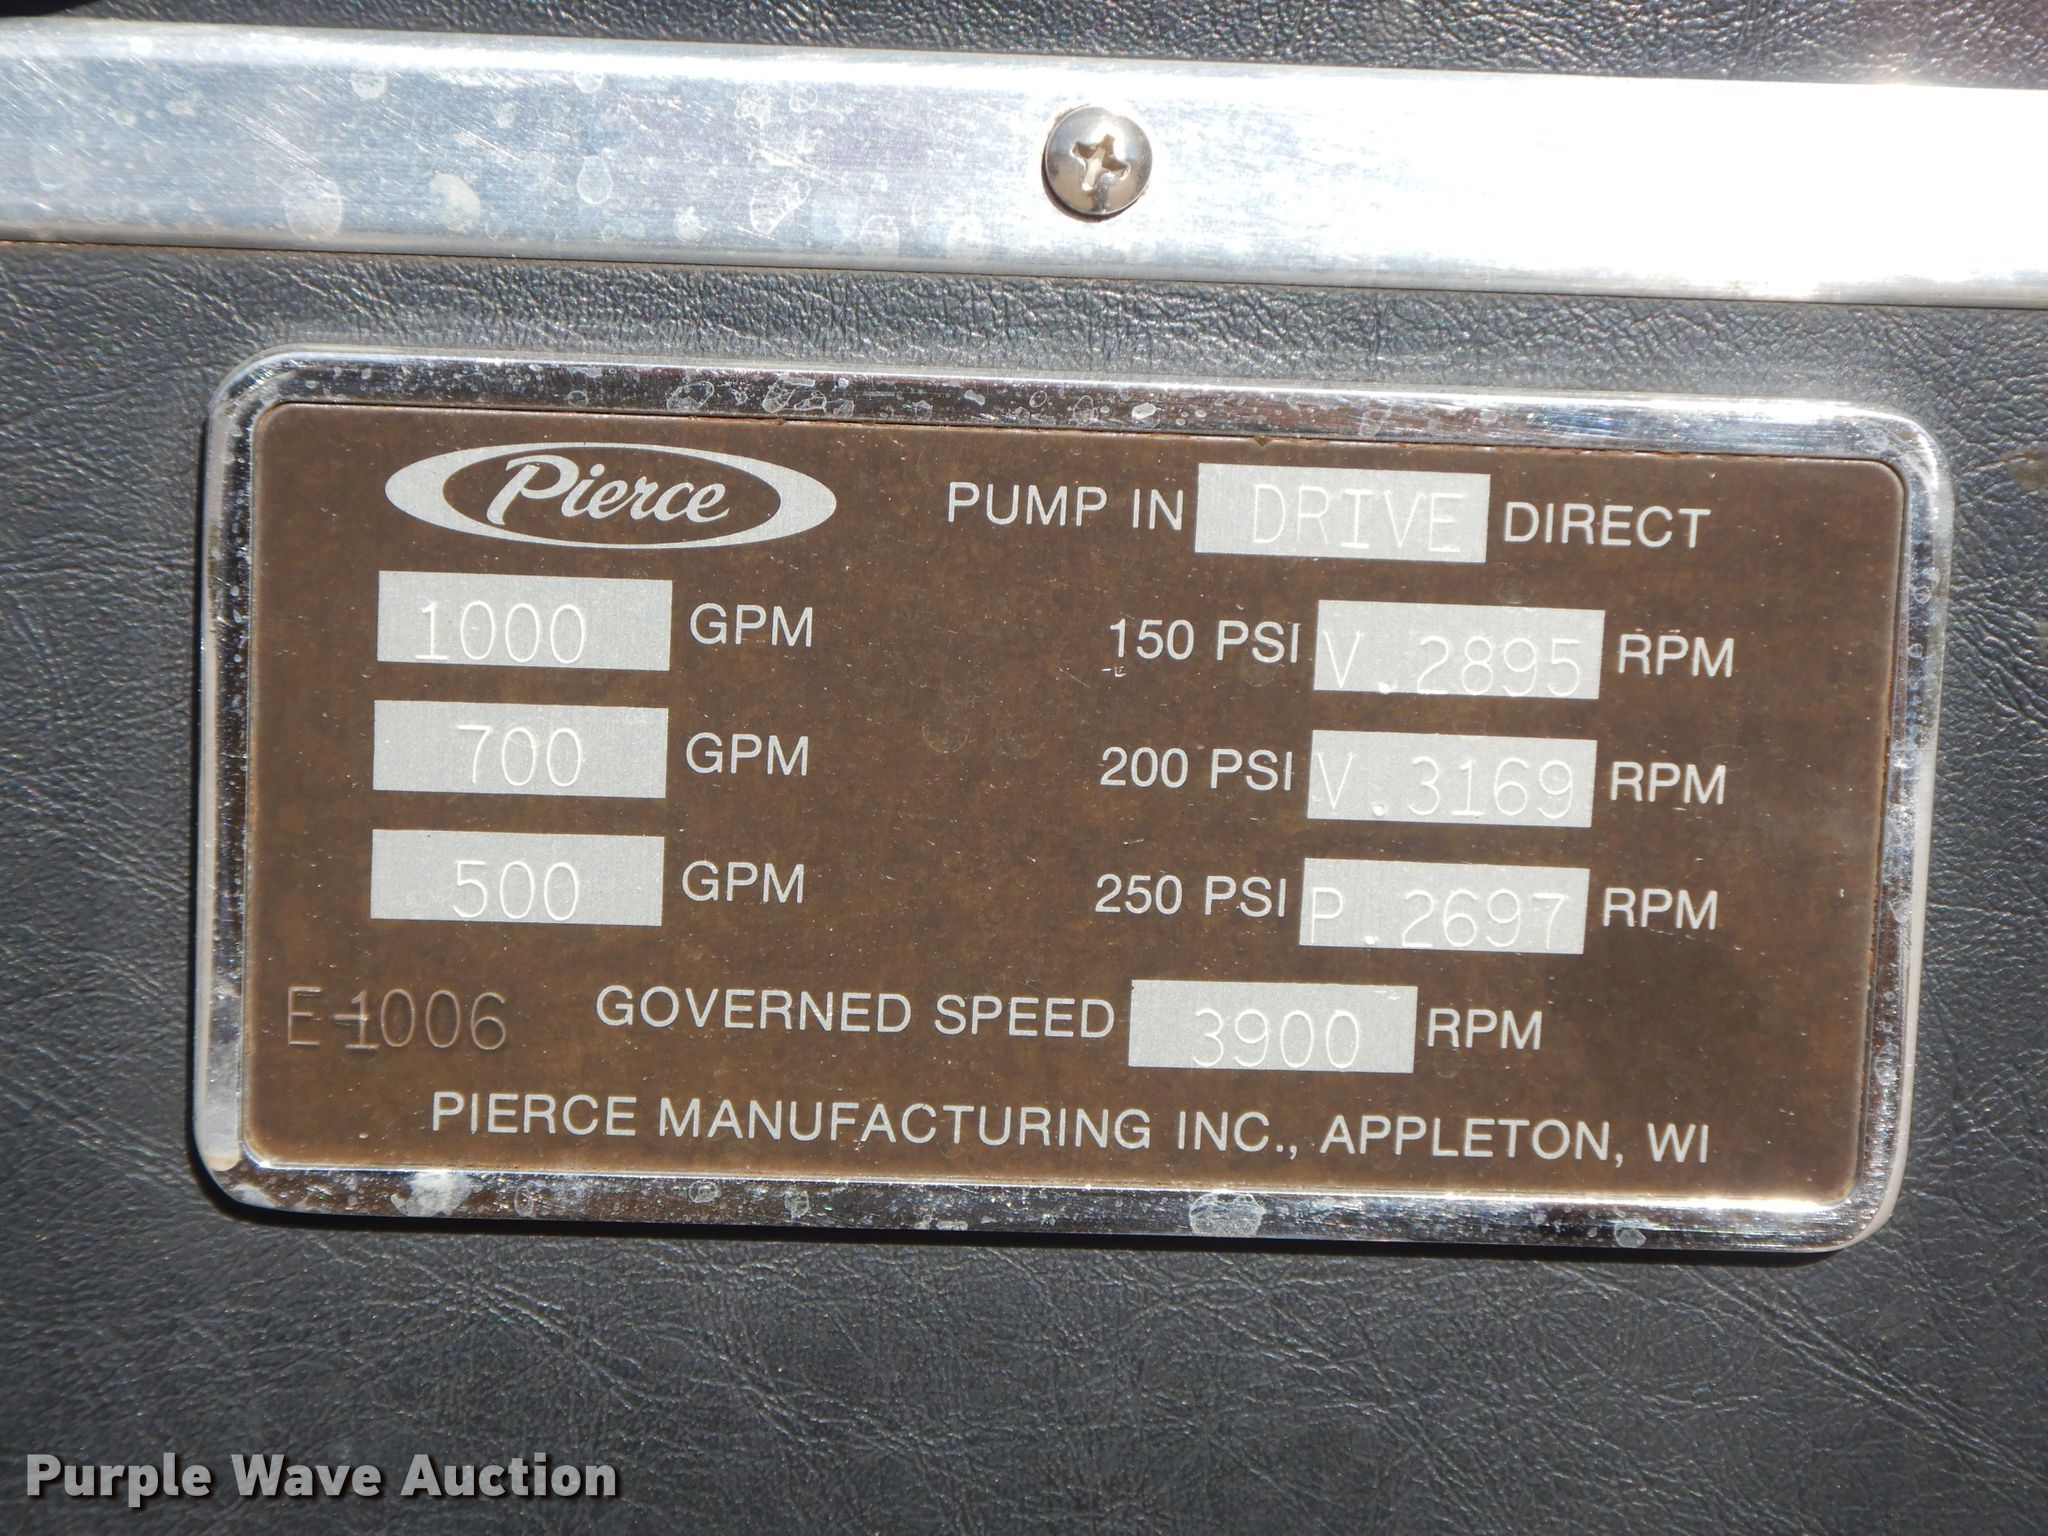 Pierce PUMP IN DRIVE DIRECT
1000 GPM 150 PSI V.2895 RPM
700 GPM 200 PSI V.3169 RPM
500 GPM 250 PSI P.2697 RPM
E-1006 GOVERNED SPEED 3900 RPM
PIERCE MANUFACTURING INC., APPLETON, WI
Purple Wave Auction